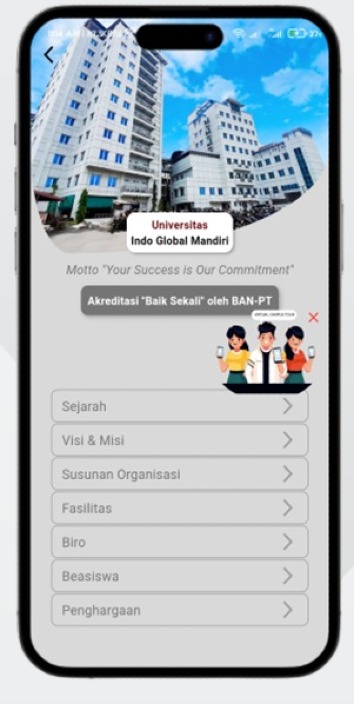 Universitas
Indo Global Mandiri
Motto "Your Success is Our Commitment"
Akreditasi "Baik Sekali" oleh BAN-PT
VIRTUAL CAMPUS TOUR
Sejarah
Visi & Misi
Susunan Organisasi
Fasilitas
Biro
Beasiswa
Penghargaan